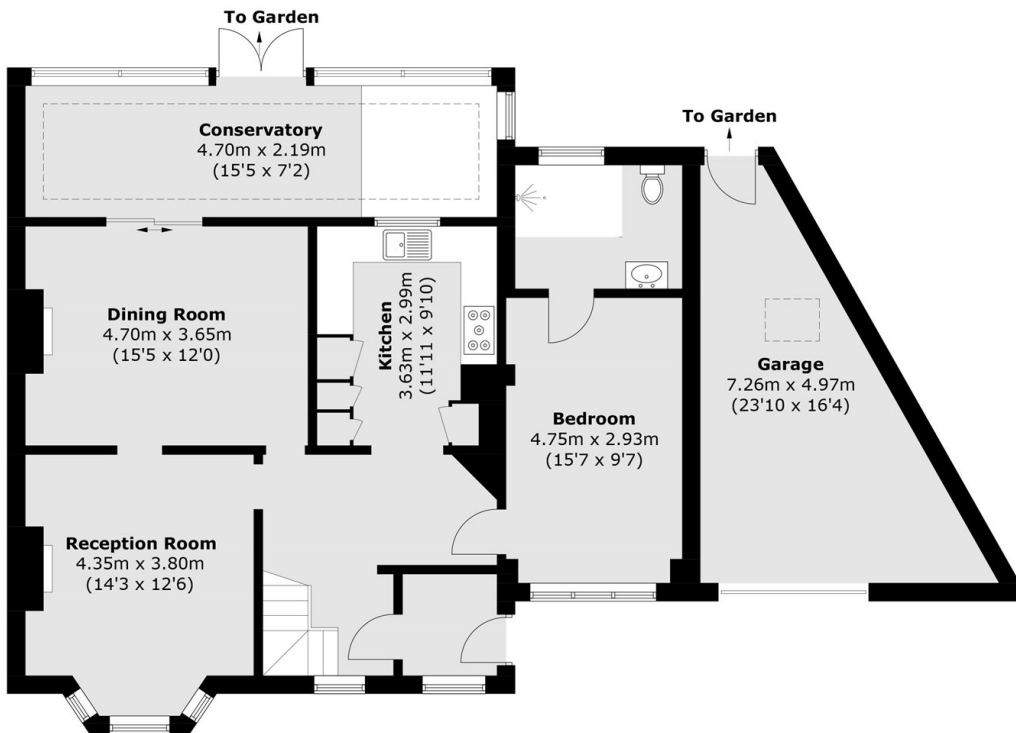 To Garden
Conservatory
4.70m x 2.19m
(15'5 x 7'2)
To Garden
Dining Room
4.70m x 3.65m
(15'5 x 12'0)
Kitchen
3.63m x 2.99m
(11'11 x 9'10)
Garage
7.26m x 4.97m
(23'10 x 16'4)
Bedroom
4.75m x 2.93m
(15'7 x 9'7)
Reception Room
4.35m x 3.80m
(14'3 x 12'6)